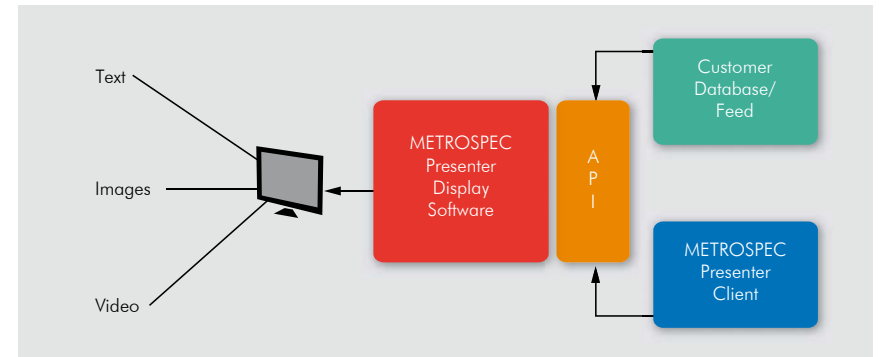 Text
Images
Video
METROSPEC
Presenter
Display
Software
A
P
I
Customer
Database/
Feed
METROSPEC
Presenter
Client